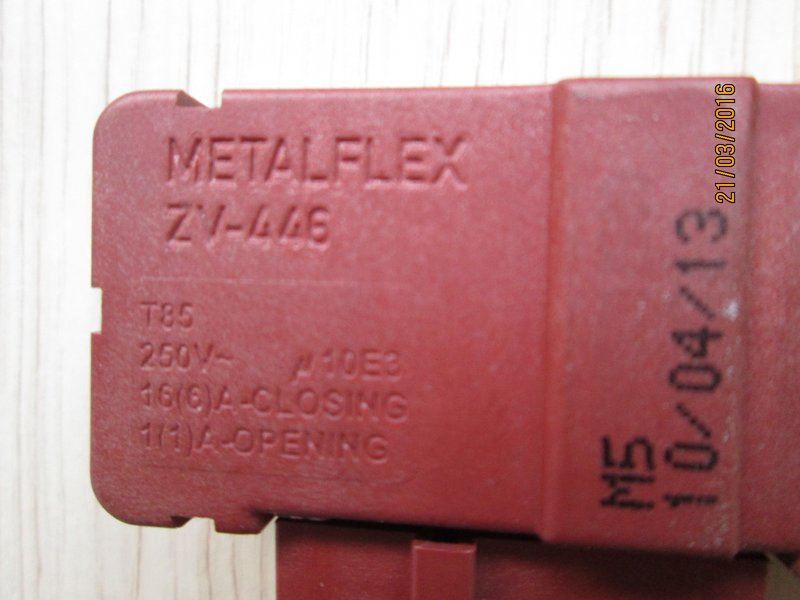 METALFLEX
ZV-446
T85
250V~ µ10E3
16(6)A-CLOSING
1(1)A-OPENING
M5
10/04/13
21/03/2016